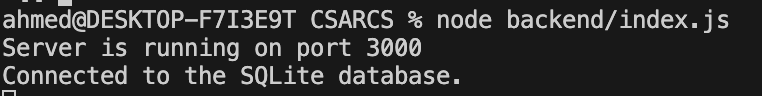 ahmed@DESKTOP-F7I3E9T CSARCS % node backend/index.js
Server is running on port 3000
Connected to the SQLite database.